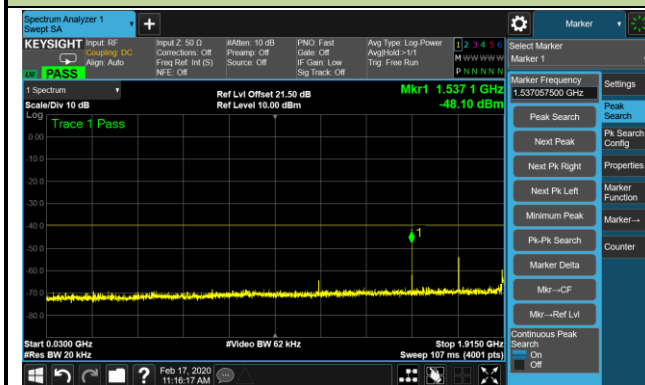 Spectrum Analyzer 1
Swept SA
Marker
KEYSIGHT
Input: RF
Coupling: DC
Align: Auto
Input Z: 50 Ω
Corrections: Off
Freq Ref: Int (S)
NFE: Off
#Atten: 10 dB
Preamp: Off
Source: Off
PNO: Fast
Gate: Off
IF Gain: Low
Sig Track: Off
Avg Type: Log-Power
Avg|Hold:>1/1
Trig: Free Run
1 2 3 4 5 6
M W W W W W
P N N N N N
PASS
Select Marker
Marker 1
1 Spectrum
Scale/Div 10 dB
Log
Ref Lvl Offset 21.50 dB
Ref Level 10.00 dBm
Mkr1 1.537 1 GHz
-48.10 dBm
Trace 1 Pass
0.00
-10.0
-20.0
-30.0
-40.0
-50.0
-60.0
-70.0
-80.0
1
Start 0.0300 GHz
#Res BW 20 kHz
#Video BW 62 kHz
Stop 1.9150 GHz
Sweep 107 ms (4001 pts)
Marker Frequency
1.537057500 GHz
Peak Search
Next Peak
Next Pk Right
Next Pk Left
Minimum Peak
Pk-Pk Search
Marker Delta
Mkr→CF
Mkr→Ref Lvl
Continuous Peak
Search
On
Off
Settings
Peak
Search
Pk Search
Config
Properties
Marker
Function
Marker→
Counter
?
Feb 17, 2020
11:16:17 AM